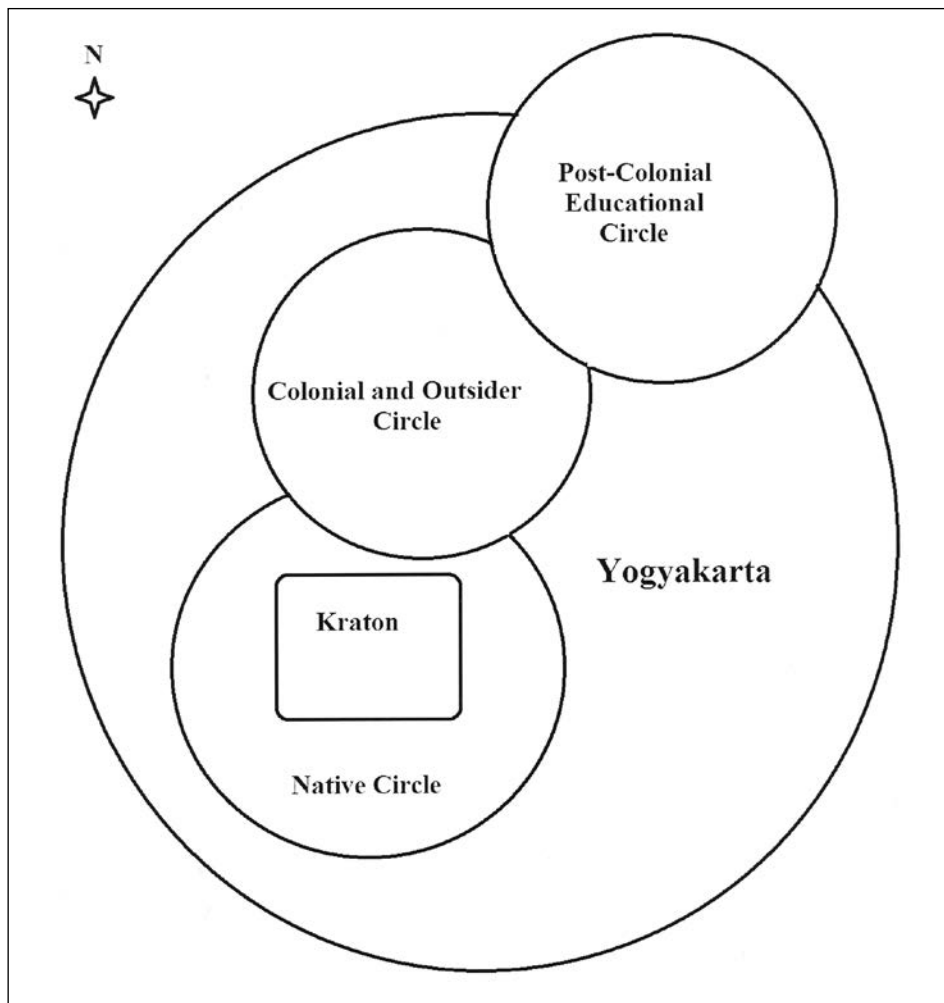 N
Post-Colonial
Educational
Circle
Colonial and Outsider
Circle
Yogyakarta
Kraton
Native Circle